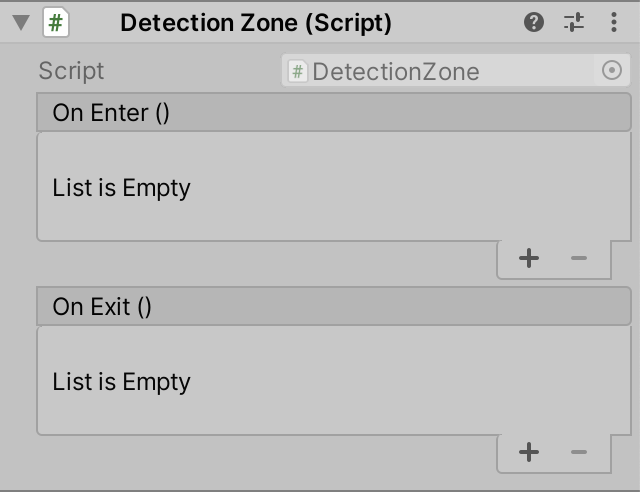 Detection Zone (Script)
Script
DetectionZone
On Enter ()
List is Empty
On Exit ()
List is Empty